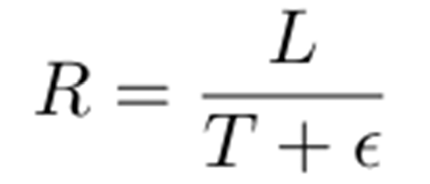 R = L / (T + ϵ)